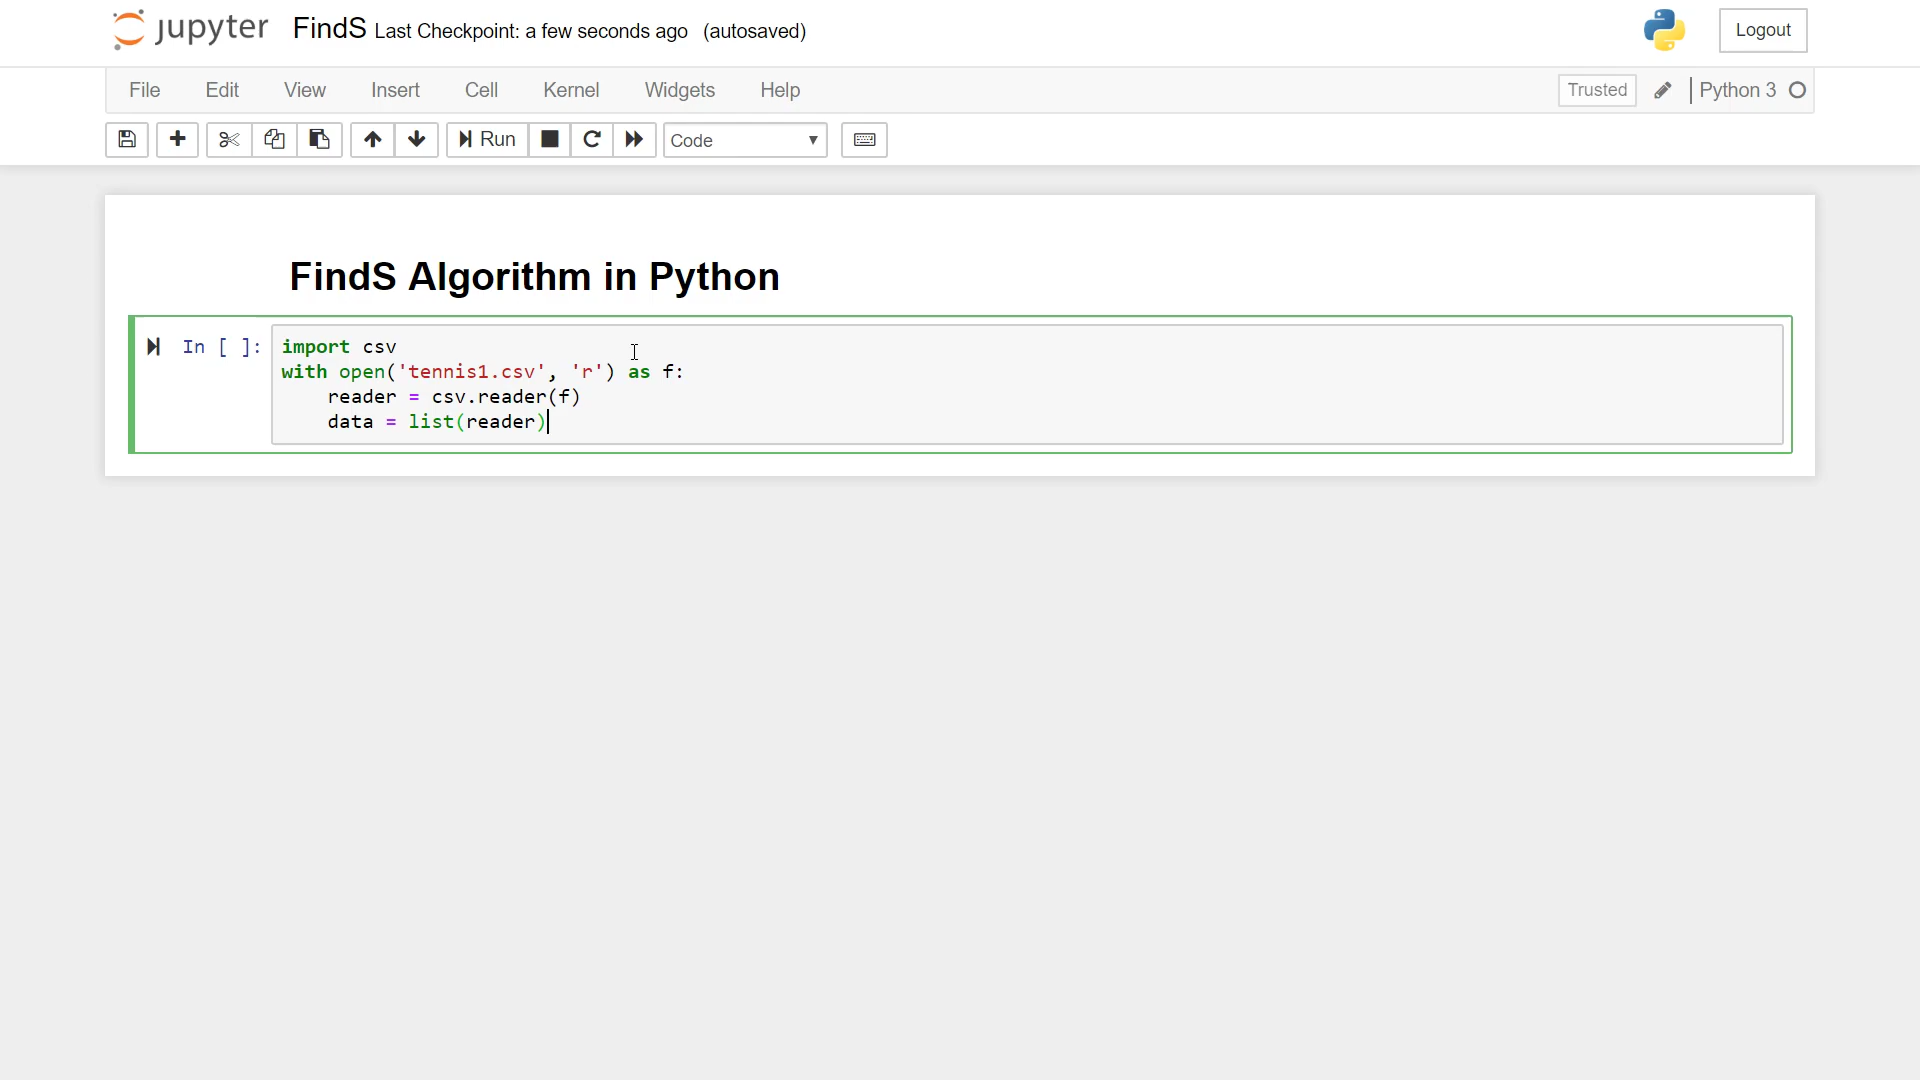 jupyter FindS Last Checkpoint: a few seconds ago (autosaved) Logout
File Edit View Insert Cell Kernel Widgets Help Trusted Python 3
Run Code
FindS Algorithm in Python
In [ ]: import csv
with open('tennis1.csv', 'r') as f:
    reader = csv.reader(f)
    data = list(reader)